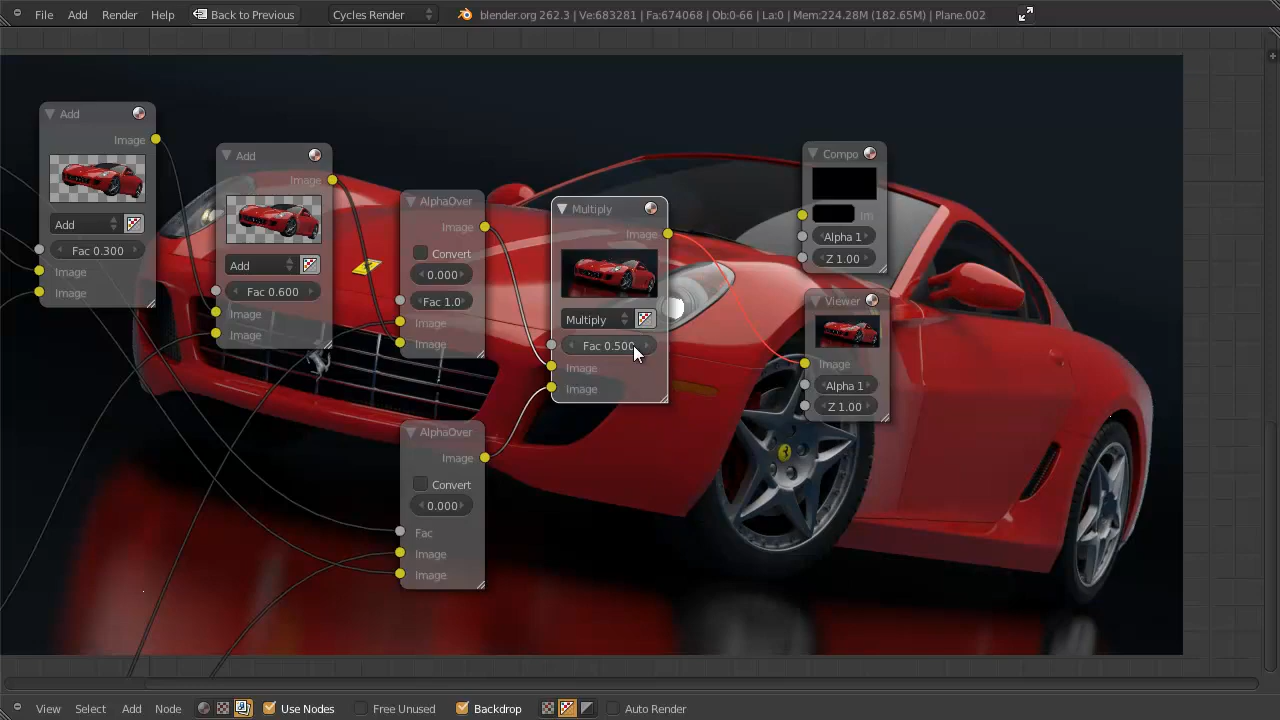 File Add Render Help Back to Previous Cycles Render blender.org 262.3 | Ve:683281 | Fa:674068 | Ob:0-66 | La:0 | Mem:224.28M (182.65M) | Plane.002
Add
Image
Add
Fac 0.300
Image
Image
Add
Image
Add
Fac 0.600
Image
Image
AlphaOver
Image
Convert
0.000
Fac 1.0
Image
Image
AlphaOver
Image
Convert
0.000
Fac
Image
Image
Multiply
Image
Multiply
Fac 0.500
Image
Image
Compo
Im
Alpha 1
Z 1.00
Viewer
Image
Alpha 1
Z 1.00
View Select Add Node Use Nodes Free Unused Backdrop Auto Render